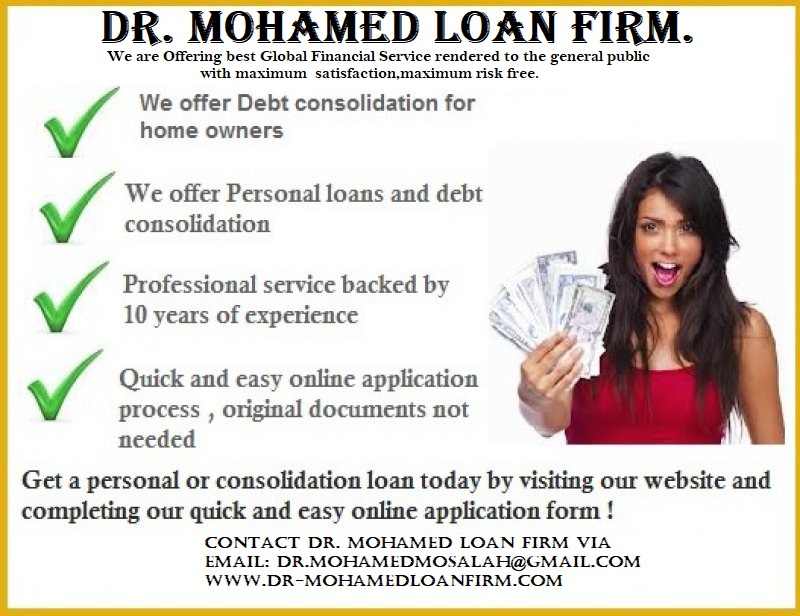 DR. MOHAMED LOAN FIRM.
We are Offering best Global Financial Service rendered to the general public
with maximum satisfaction,maximum risk free.
We offer Debt consolidation for
home owners
We offer Personal loans and debt
consolidation
Professional service backed by
10 years of experience
Quick and easy online application
process , original documents not
needed
Get a personal or consolidation loan today by visiting our website and
completing our quick and easy online application form !
CONTACT DR. MOHAMED LOAN FIRM VIA
EMAIL: DR.MOHAMEDMOSALAH@GMAIL.COM
WWW.DR-MOHAMEDLOANFIRM.COM